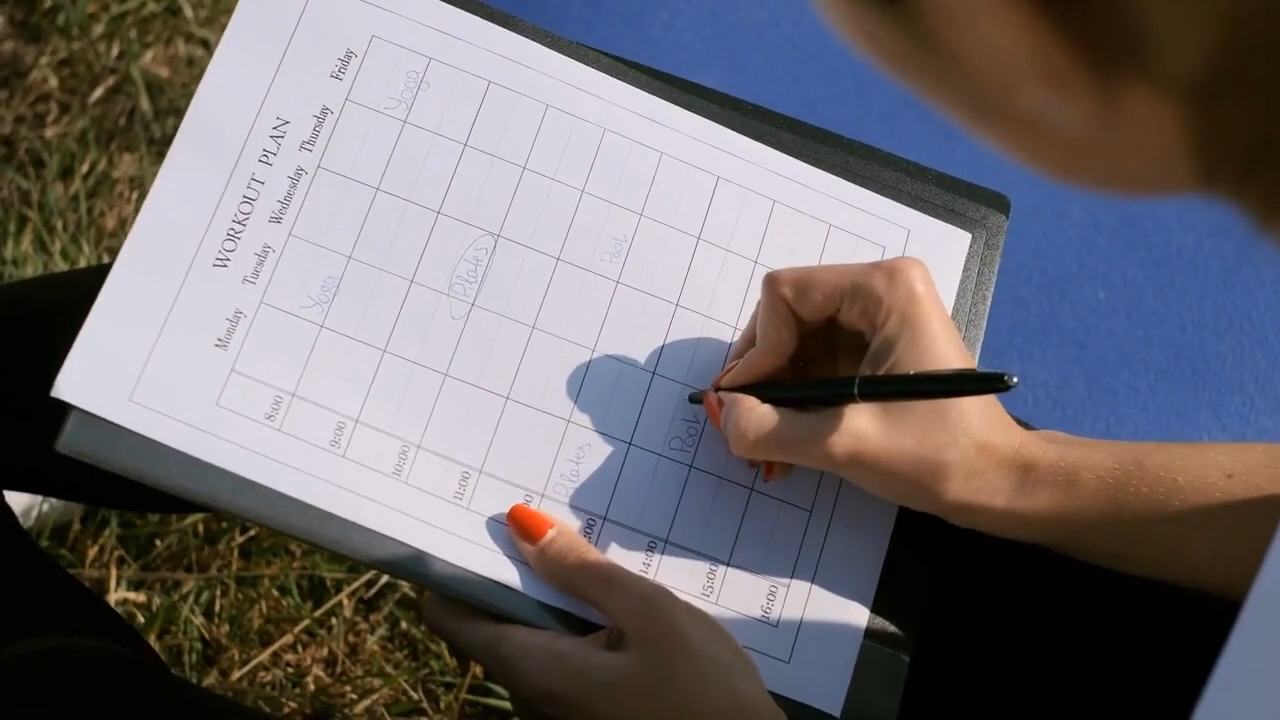 WORKOUT PLAN
Monday Tuesday Wednesday Thursday Friday
8:00 Yoga Yoga
9:00
10:00 Pilates
11:00
Pool
Pilates
14:00 Pool
15:00
16:00